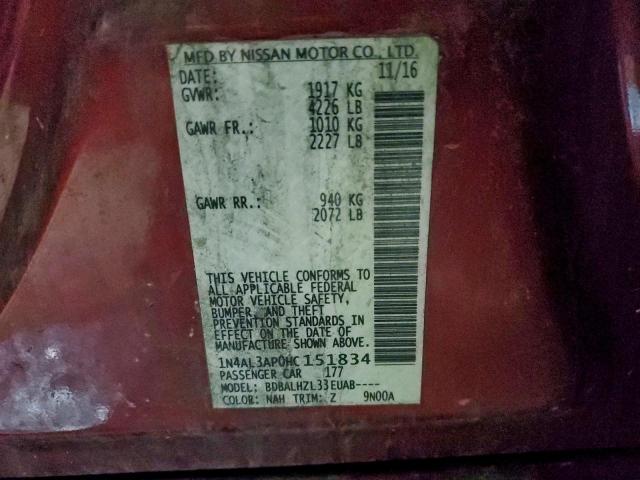 MFD BY NISSAN MOTOR CO., LTD.
DATE: 11/16
GVWR: 1917 KG
4226 LB
GAWR FR.: 1010 KG
2227 LB
GAWR RR.: 940 KG
2072 LB
THIS VEHICLE CONFORMS TO
ALL APPLICABLE FEDERAL
MOTOR VEHICLE SAFETY,
BUMPER, AND THEFT
PREVENTION STANDARDS IN
EFFECT ON THE DATE OF
MANUFACTURE SHOWN ABOVE.
1N4AL3AP0HC151834
PASSENGER CAR 177
MODEL: BDBALHZL33EUAB----
COLOR: NAH TRIM: Z 9N00A